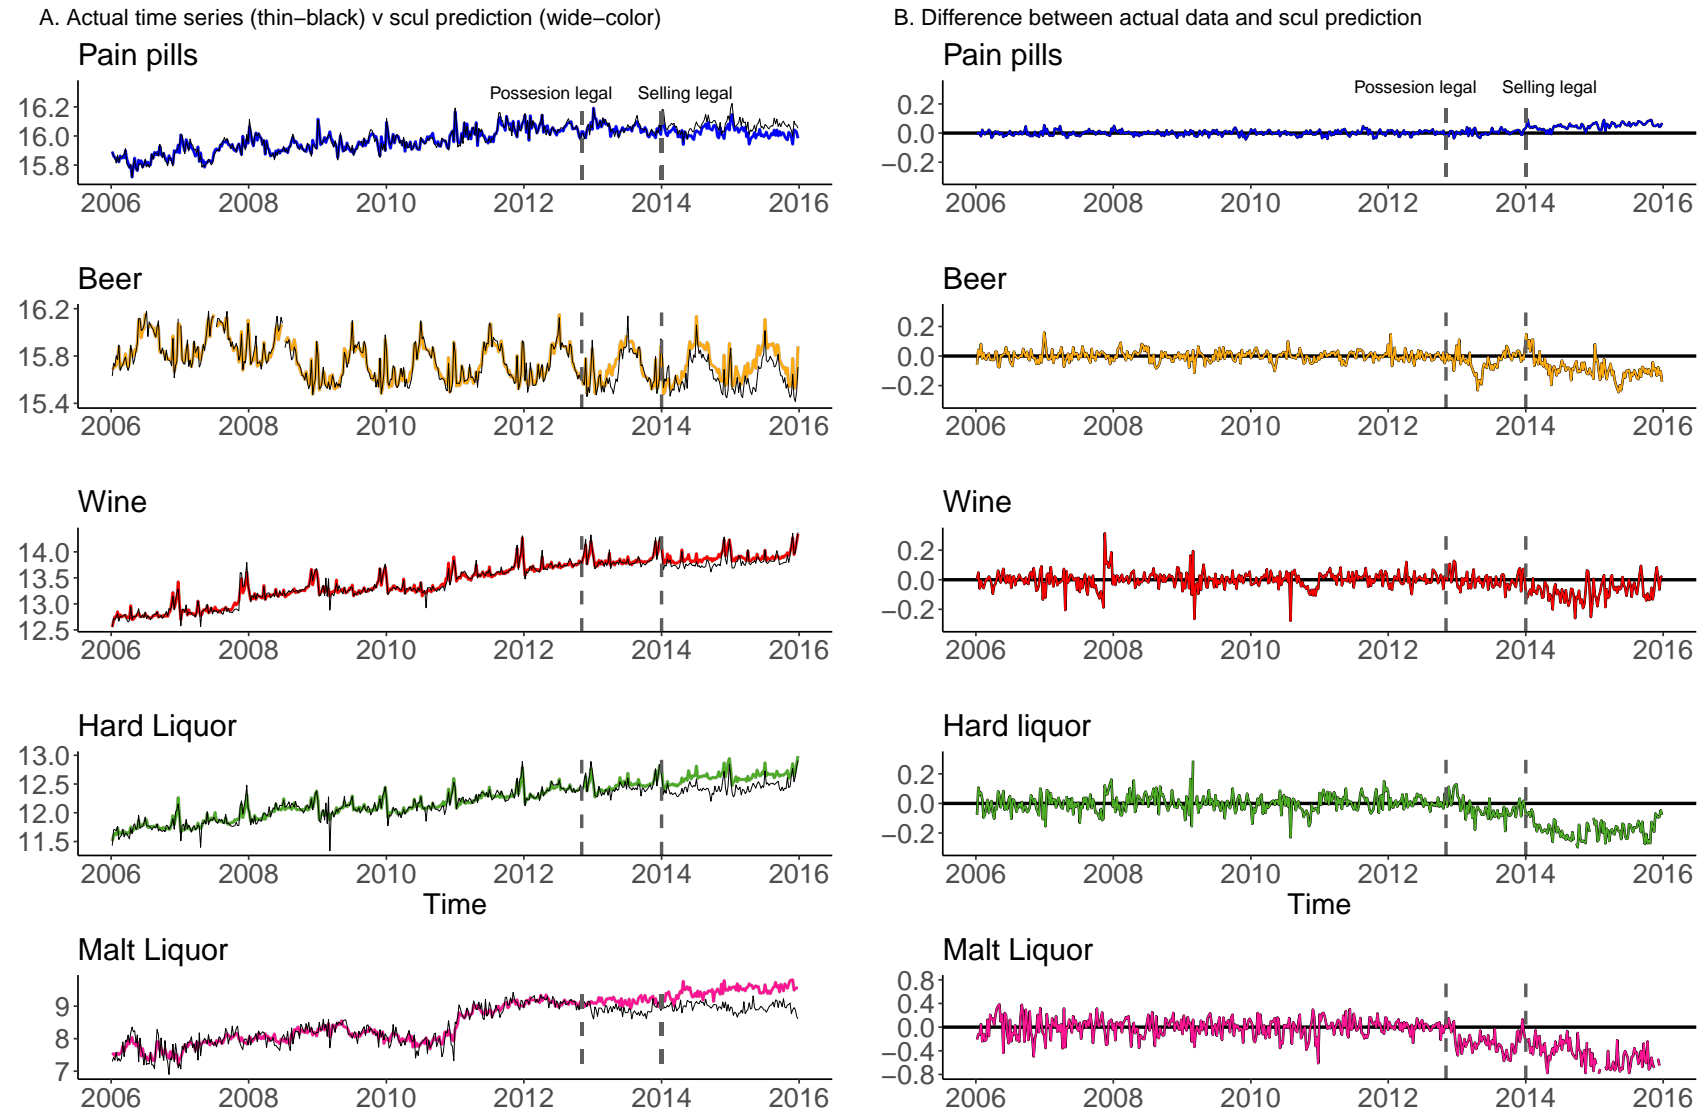 A. Actual time series (thin−black) v scul prediction (wide−color)
Pain pills
Possesion legal
Selling legal
16.2
16.0
15.8
2006 2008 2010 2012 2014 2016
Beer
16.2
15.8
15.4
2006 2008 2010 2012 2014 2016
Wine
14.0
13.5
13.0
12.5
2006 2008 2010 2012 2014 2016
Hard Liquor
13.0
12.5
12.0
11.5
2006 2008 2010 2012 2014 2016
Time
Malt Liquor
9
8
7
2006 2008 2010 2012 2014 2016
B. Difference between actual data and scul prediction
Pain pills
Possesion legal
Selling legal
0.2
0.0
−0.2
2006 2008 2010 2012 2014 2016
Beer
0.2
0.0
−0.2
2006 2008 2010 2012 2014 2016
Wine
0.2
0.0
−0.2
2006 2008 2010 2012 2014 2016
Hard liquor
0.2
0.0
−0.2
2006 2008 2010 2012 2014 2016
Time
Malt Liquor
0.8
0.4
0.0
−0.4
−0.8
2006 2008 2010 2012 2014 2016